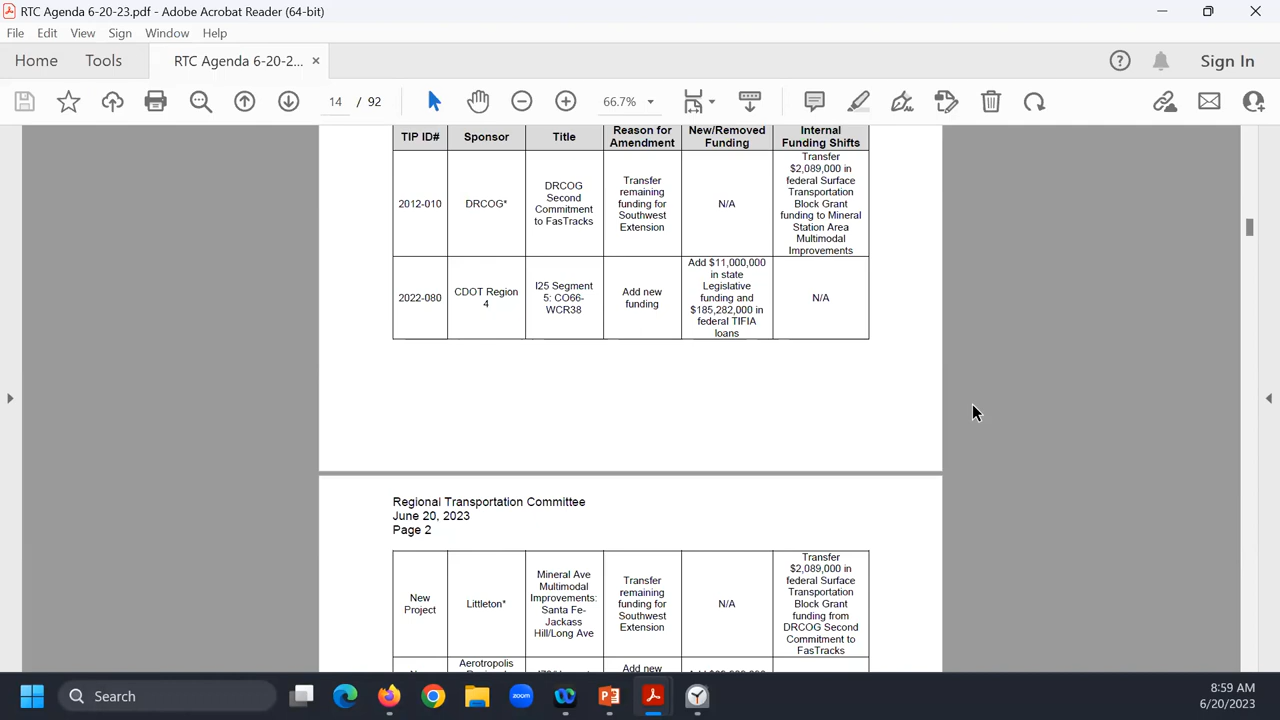 RTC Agenda 6-20-23.pdf - Adobe Acrobat Reader (64-bit)
File Edit View Sign Window Help
Home Tools RTC Agenda 6-20-2... × Sign In
14 / 92 66.7%
TIP ID# Sponsor Title Reason for Amendment New/Removed Funding Internal Funding Shifts
2012-010
DRCOG*
DRCOG
Second
Commitment
to FasTracks
Transfer
remaining
funding for
Southwest
Extension
N/A
Transfer
$2,089,000 in
federal Surface
Transportation
Block Grant
funding to Mineral
Station Area
Multimodal
Improvements
2022-080
CDOT Region
4
I25 Segment
5: CO66-
WCR38
Add new
funding
Add $11,000,000
in state
Legislative
funding and
$185,282,000 in
federal TIFIA
loans
N/A
Regional Transportation Committee
June 20, 2023
Page 2
New
Project
Littleton*
Mineral Ave
Multimodal
Improvements:
Santa Fe-
Jackass
Hill/Long Ave
Transfer
remaining
funding for
Southwest
Extension
N/A
Transfer
$2,089,000 in
federal Surface
Transportation
Block Grant
funding from
DRCOG Second
Commitment to
FasTracks
Aerotropolis
Add new
Search
zoom
8:59 AM
6/20/2023